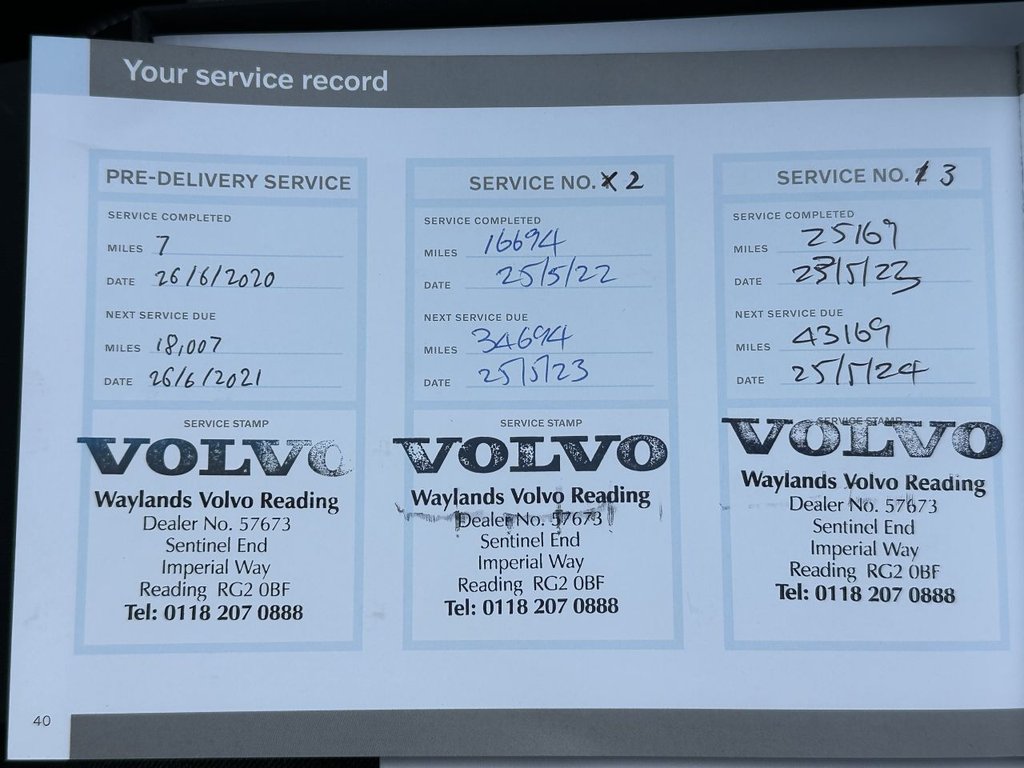 Your service record
PRE-DELIVERY SERVICE
SERVICE COMPLETED
MILES 7
DATE 26/6/2020
NEXT SERVICE DUE
MILES 18,007
DATE 26/6/2021
SERVICE STAMP
VOLVO
Waylands Volvo Reading
Dealer No. 57673
Sentinel End
Imperial Way
Reading RG2 0BF
Tel: 0118 207 0888
SERVICE NO. 2
SERVICE COMPLETED
MILES 16694
DATE 25/5/22
NEXT SERVICE DUE
MILES 34694
DATE 25/5/23
SERVICE STAMP
VOLVO
Waylands Volvo Reading
Dealer No. 57673
Sentinel End
Imperial Way
Reading RG2 0BF
Tel: 0118 207 0888
SERVICE NO. 3
SERVICE COMPLETED
MILES 25169
DATE
NEXT SERVICE DUE
MILES 43169
DATE 25/5/24
SERVICE STAMP
VOLVO
Waylands Volvo Reading
Dealer No. 57673
Sentinel End
Imperial Way
Reading RG2 0BF
Tel: 0118 207 0888
40